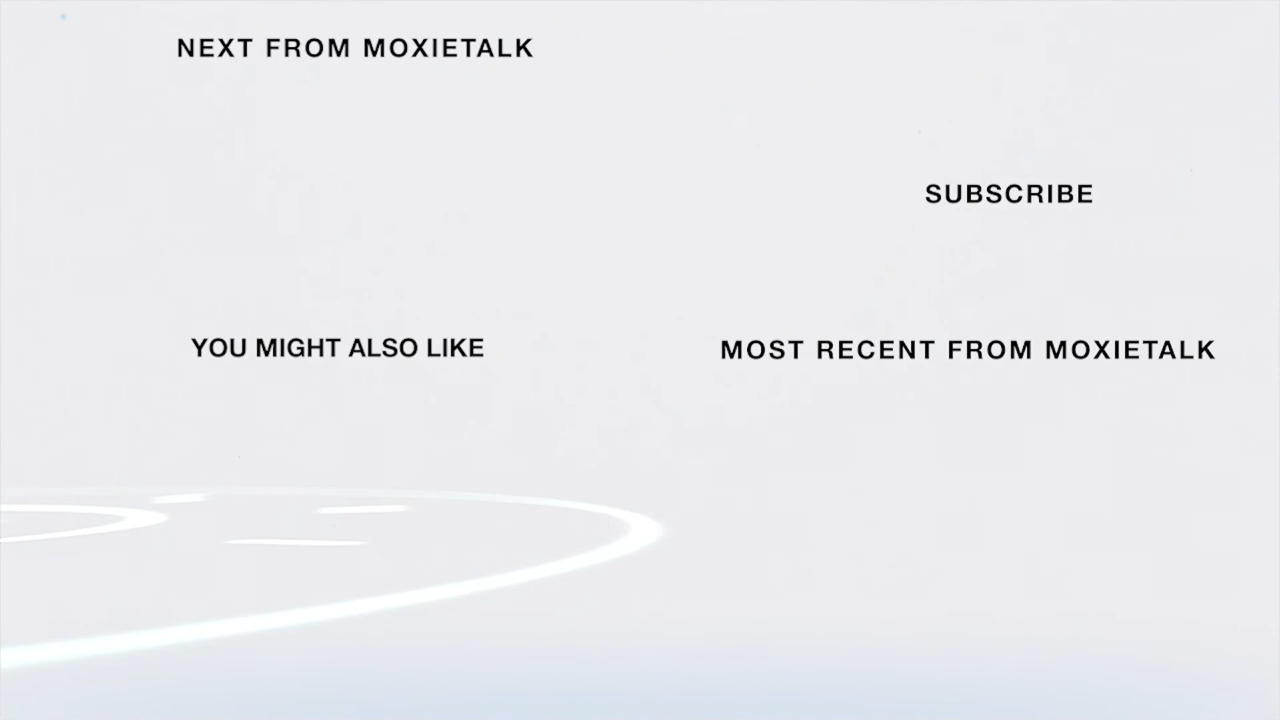 NEXT FROM MOXIETALK
SUBSCRIBE
YOU MIGHT ALSO LIKE
MOST RECENT FROM MOXIETALK